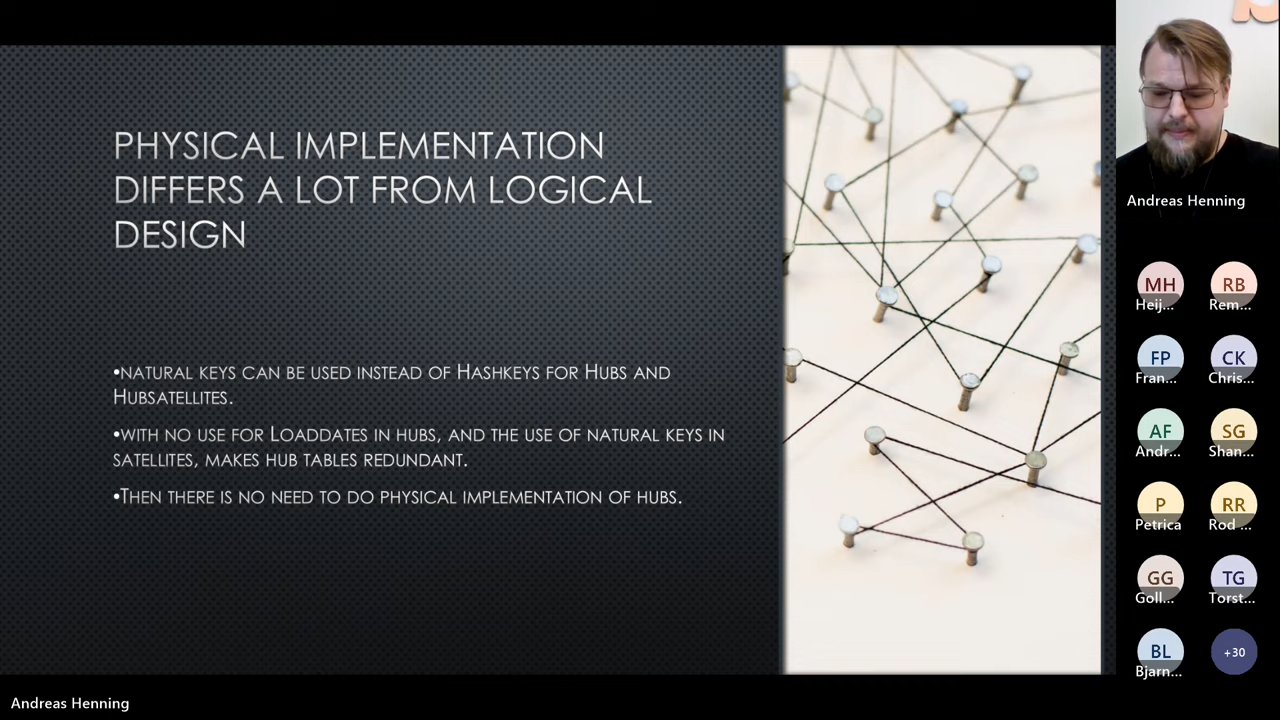 PHYSICAL IMPLEMENTATION
DIFFERS A LOT FROM LOGICAL
DESIGN
•NATURAL KEYS CAN BE USED INSTEAD OF HASHKEYS FOR HUBS AND
HUBSATELLITES.
•WITH NO USE FOR LOADDATES IN HUBS, AND THE USE OF NATURAL KEYS IN
SATELLITES, MAKES HUB TABLES REDUNDANT.
•THEN THERE IS NO NEED TO DO PHYSICAL IMPLEMENTATION OF HUBS.
Andreas Henning
MH RB
Heij... Rem...
FP CK
Fran... Chris...
AF SG
Andr... Shan...
P RR
Petrica Rod ...
GG TG
Goll... Torst...
BL +30
Bjarn...
Andreas Henning